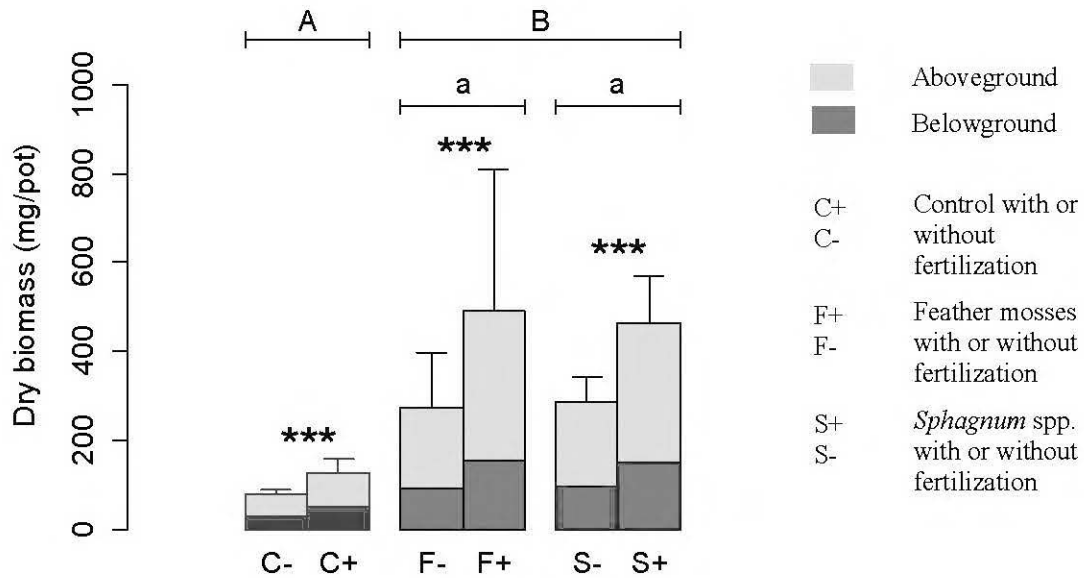 A
B
a
a
Dry biomass (mg/pot)
1000
800
600
400
200
0
***
***
***
C- C+ F- F+ S- S+
Aboveground
Belowground
C+ Control with or
C- without
fertilization
F+ Feather mosses
F- with or without
fertilization
S+ Sphagnum spp.
S- with or without
fertilization